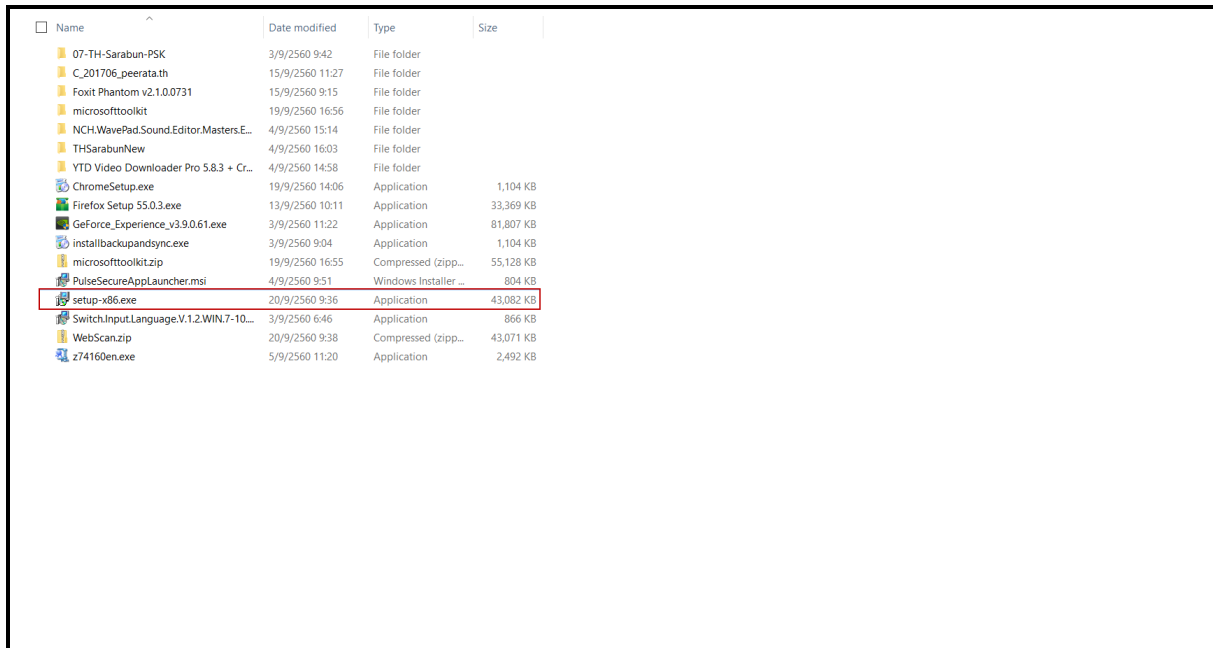 Name Date modified Type Size
07-TH-Sarabun-PSK 3/9/2560 9:42 File folder
C_201706_peerata.th 15/9/2560 11:27 File folder
Foxit Phantom v2.1.0.0731 15/9/2560 9:15 File folder
microsofttoolkit 19/9/2560 16:56 File folder
NCH.WavePad.Sound.Editor.Masters.E... 4/9/2560 15:14 File folder
THSarabunNew 4/9/2560 16:03 File folder
YTD Video Downloader Pro 5.8.3 + Cr... 4/9/2560 14:58 File folder
ChromeSetup.exe 19/9/2560 14:06 Application 1,104 KB
Firefox Setup 55.0.3.exe 13/9/2560 10:11 Application 33,369 KB
GeForce_Experience_v3.9.0.61.exe 3/9/2560 11:22 Application 81,807 KB
installbackupandsync.exe 3/9/2560 9:04 Application 1,104 KB
microsofttoolkit.zip 19/9/2560 16:55 Compressed (zipp... 55,128 KB
PulseSecureAppLauncher.msi 4/9/2560 9:51 Windows Installer ... 804 KB
setup-x86.exe 20/9/2560 9:36 Application 43,082 KB
Switch.Input.Language.V.1.2.WIN.7-10.... 3/9/2560 6:46 Application 866 KB
WebScan.zip 20/9/2560 9:38 Compressed (zipp... 43,071 KB
z74160en.exe 5/9/2560 11:20 Application 2,492 KB